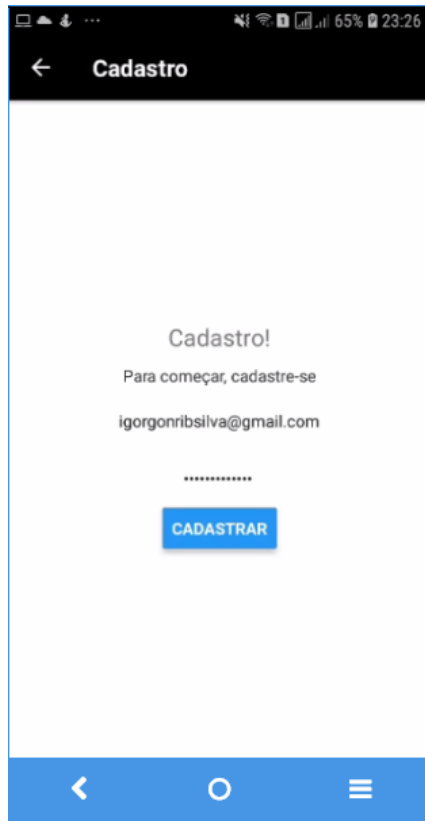 65% 23:26
Cadastro
Cadastro!
Para começar, cadastre-se
igorgonribsilva@gmail.com
•••••••••••••
CADASTRAR